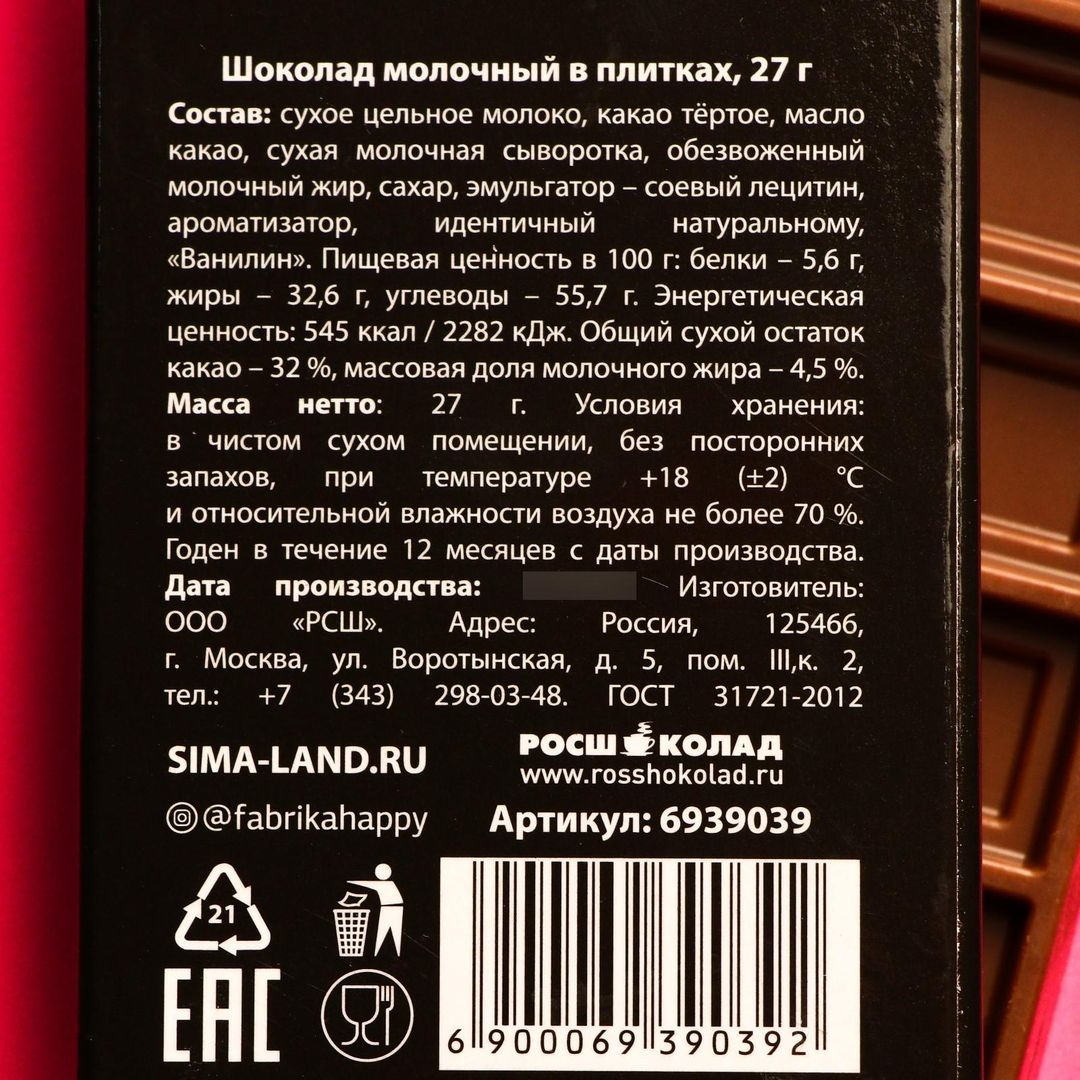 Шоколад молочный в плитках, 27 г
Состав: сухое цельное молоко, какао тёртое, масло
какао, сухая молочная сыворотка, обезвоженный
молочный жир, сахар, эмульгатор – соевый лецитин,
ароматизатор, идентичный натуральному,
«Ванилин». Пищевая ценность в 100 г: белки – 5,6 г,
жиры – 32,6 г, углеводы – 55,7 г. Энергетическая
ценность: 545 ккал / 2282 кДж. Общий сухой остаток
какао – 32 %, массовая доля молочного жира – 4,5 %.
Масса нетто: 27 г. Условия хранения:
в чистом сухом помещении, без посторонних
запахов, при температуре +18 (±2) °С
и относительной влажности воздуха не более 70 %.
Годен в течение 12 месяцев с даты производства.
Дата производства: Изготовитель:
ООО «РСШ». Адрес: Россия, 125466,
г. Москва, ул. Воротынская, д. 5, пом. III,к. 2,
тел.: +7 (343) 298-03-48. ГОСТ 31721-2012
SIMA-LAND.RU
РОСШОКОЛАД
www.rosshokolad.ru
@fabrikahappy
Артикул: 6939039
21
EAC
6 900069 390392